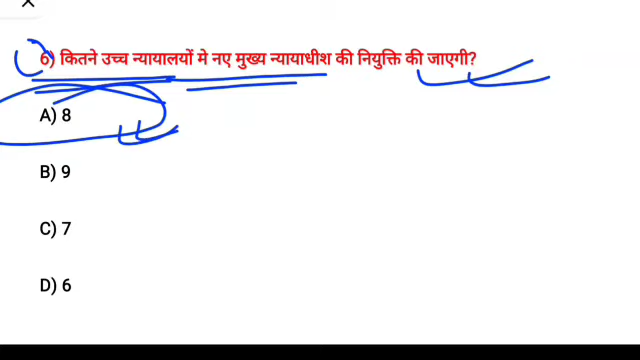 6) कितने उच्च न्यायालयों मे नए मुख्य न्यायाधीश की नियुक्ति की जाएगी?
A) 8
B) 9
C) 7
D) 6